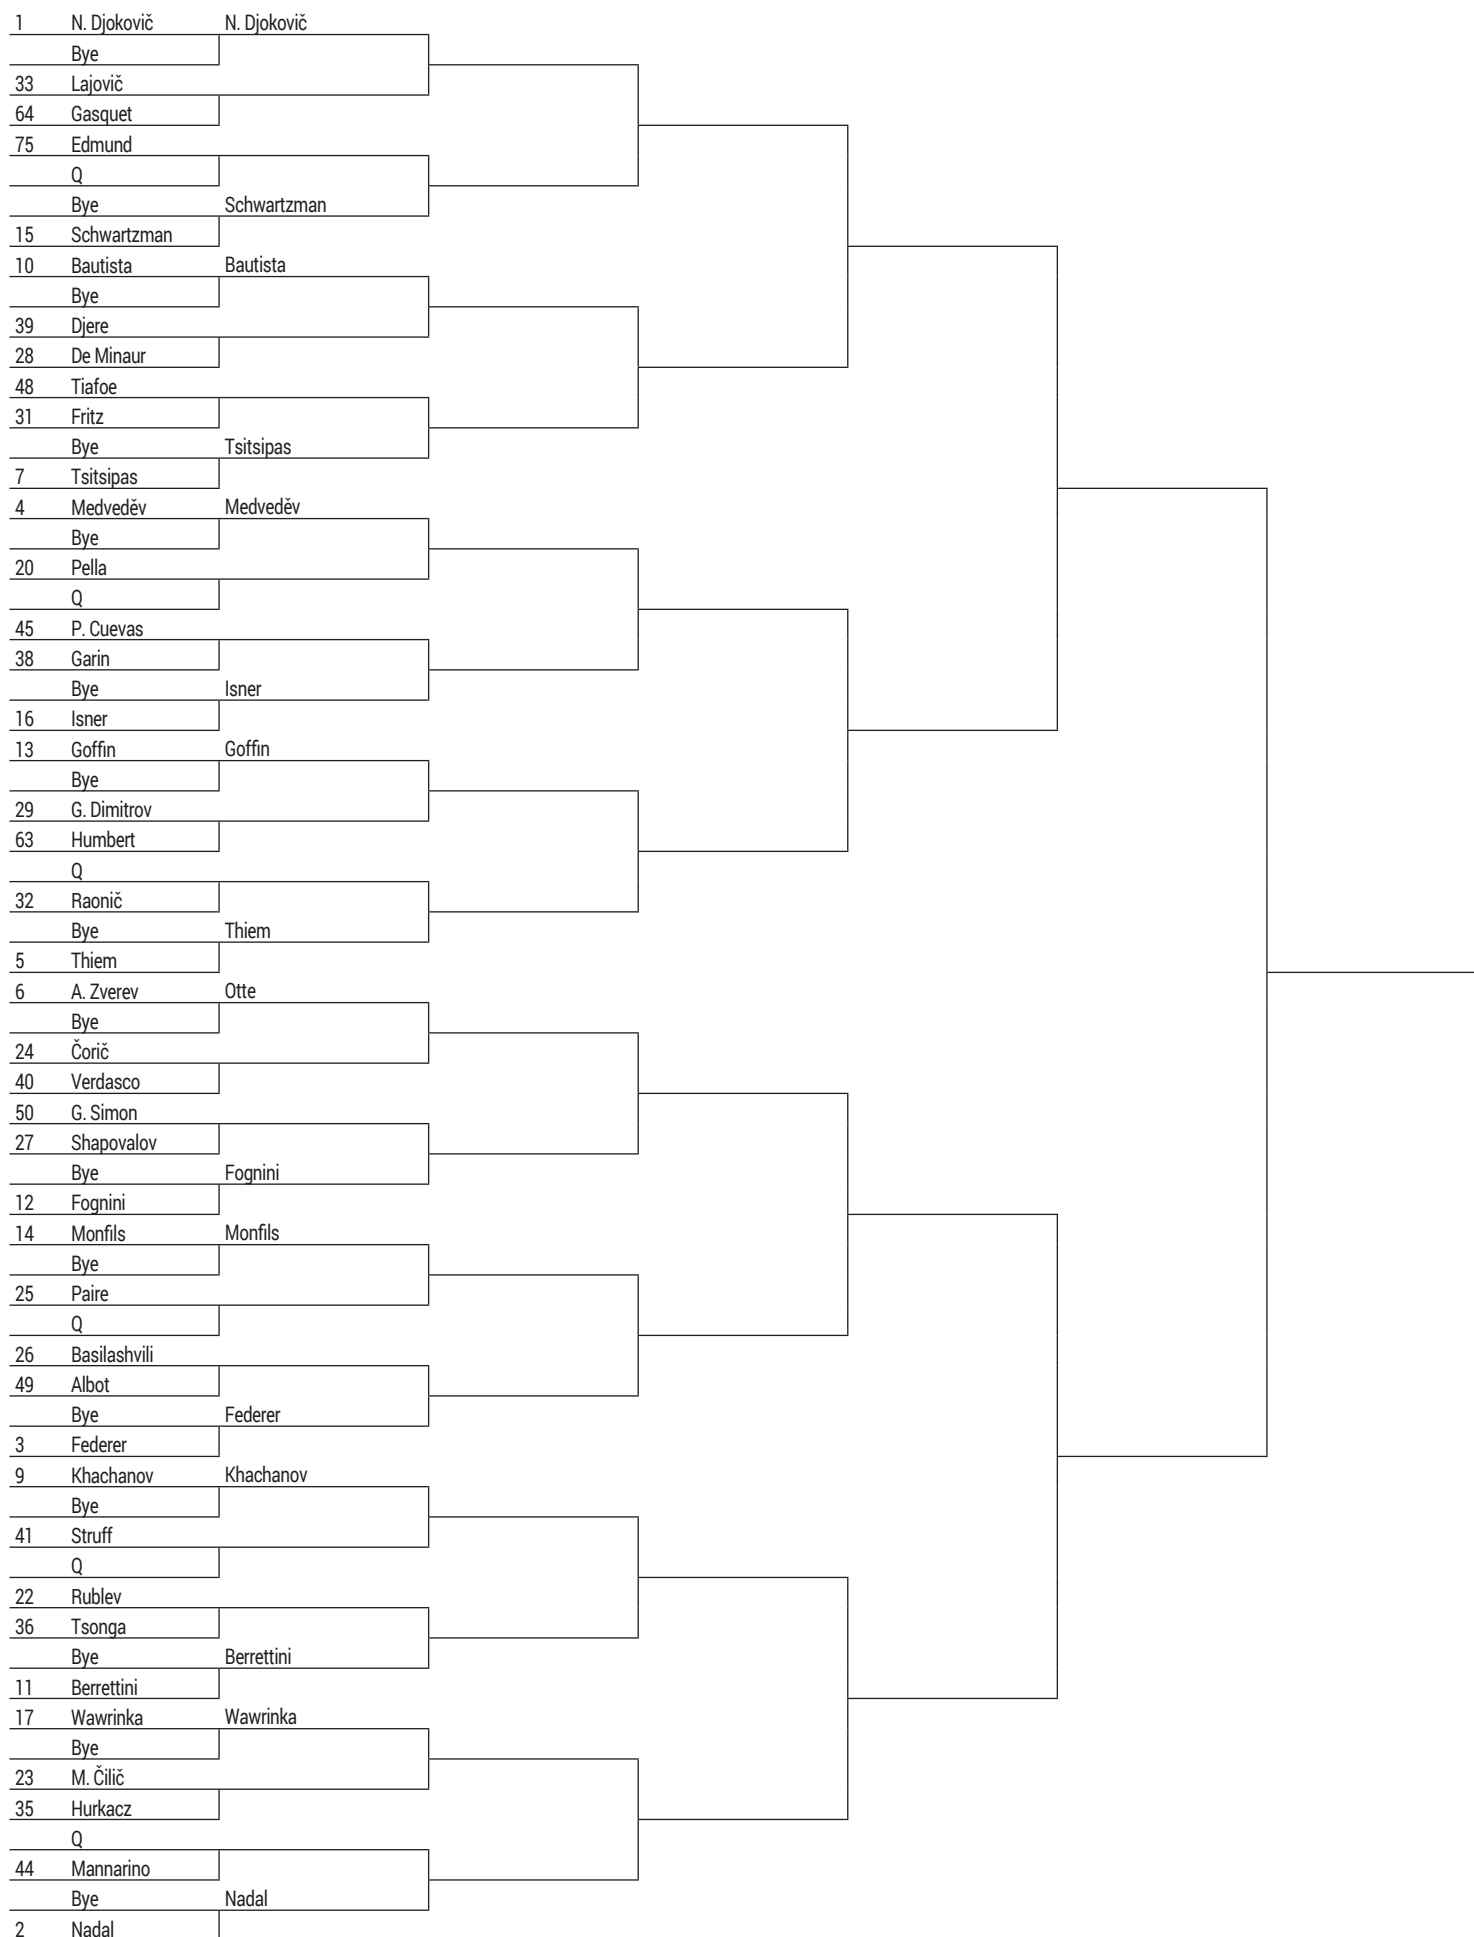 1 N. Djokovič N. Djokovič
Bye
33 Lajovič
64 Gasquet
75 Edmund
Q
Bye Schwartzman
15 Schwartzman
10 Bautista Bautista
Bye
39 Djere
28 De Minaur
48 Tiafoe
31 Fritz
Bye Tsitsipas
7 Tsitsipas
4 Medveděv Medveděv
Bye
20 Pella
Q
45 P. Cuevas
38 Garin
Bye Isner
16 Isner
13 Goffin Goffin
Bye
29 G. Dimitrov
63 Humbert
Q
32 Raonič
Bye Thiem
5 Thiem
6 A. Zverev Otte
Bye
24 Čorič
40 Verdasco
50 G. Simon
27 Shapovalov
Bye Fognini
12 Fognini
14 Monfils Monfils
Bye
25 Paire
Q
26 Basilashvili
49 Albot
Bye Federer
3 Federer
9 Khachanov Khachanov
Bye
41 Struff
Q
22 Rublev
36 Tsonga
Bye Berrettini
11 Berrettini
17 Wawrinka Wawrinka
Bye
23 M. Čilič
35 Hurkacz
Q
44 Mannarino
Bye Nadal
2 Nadal